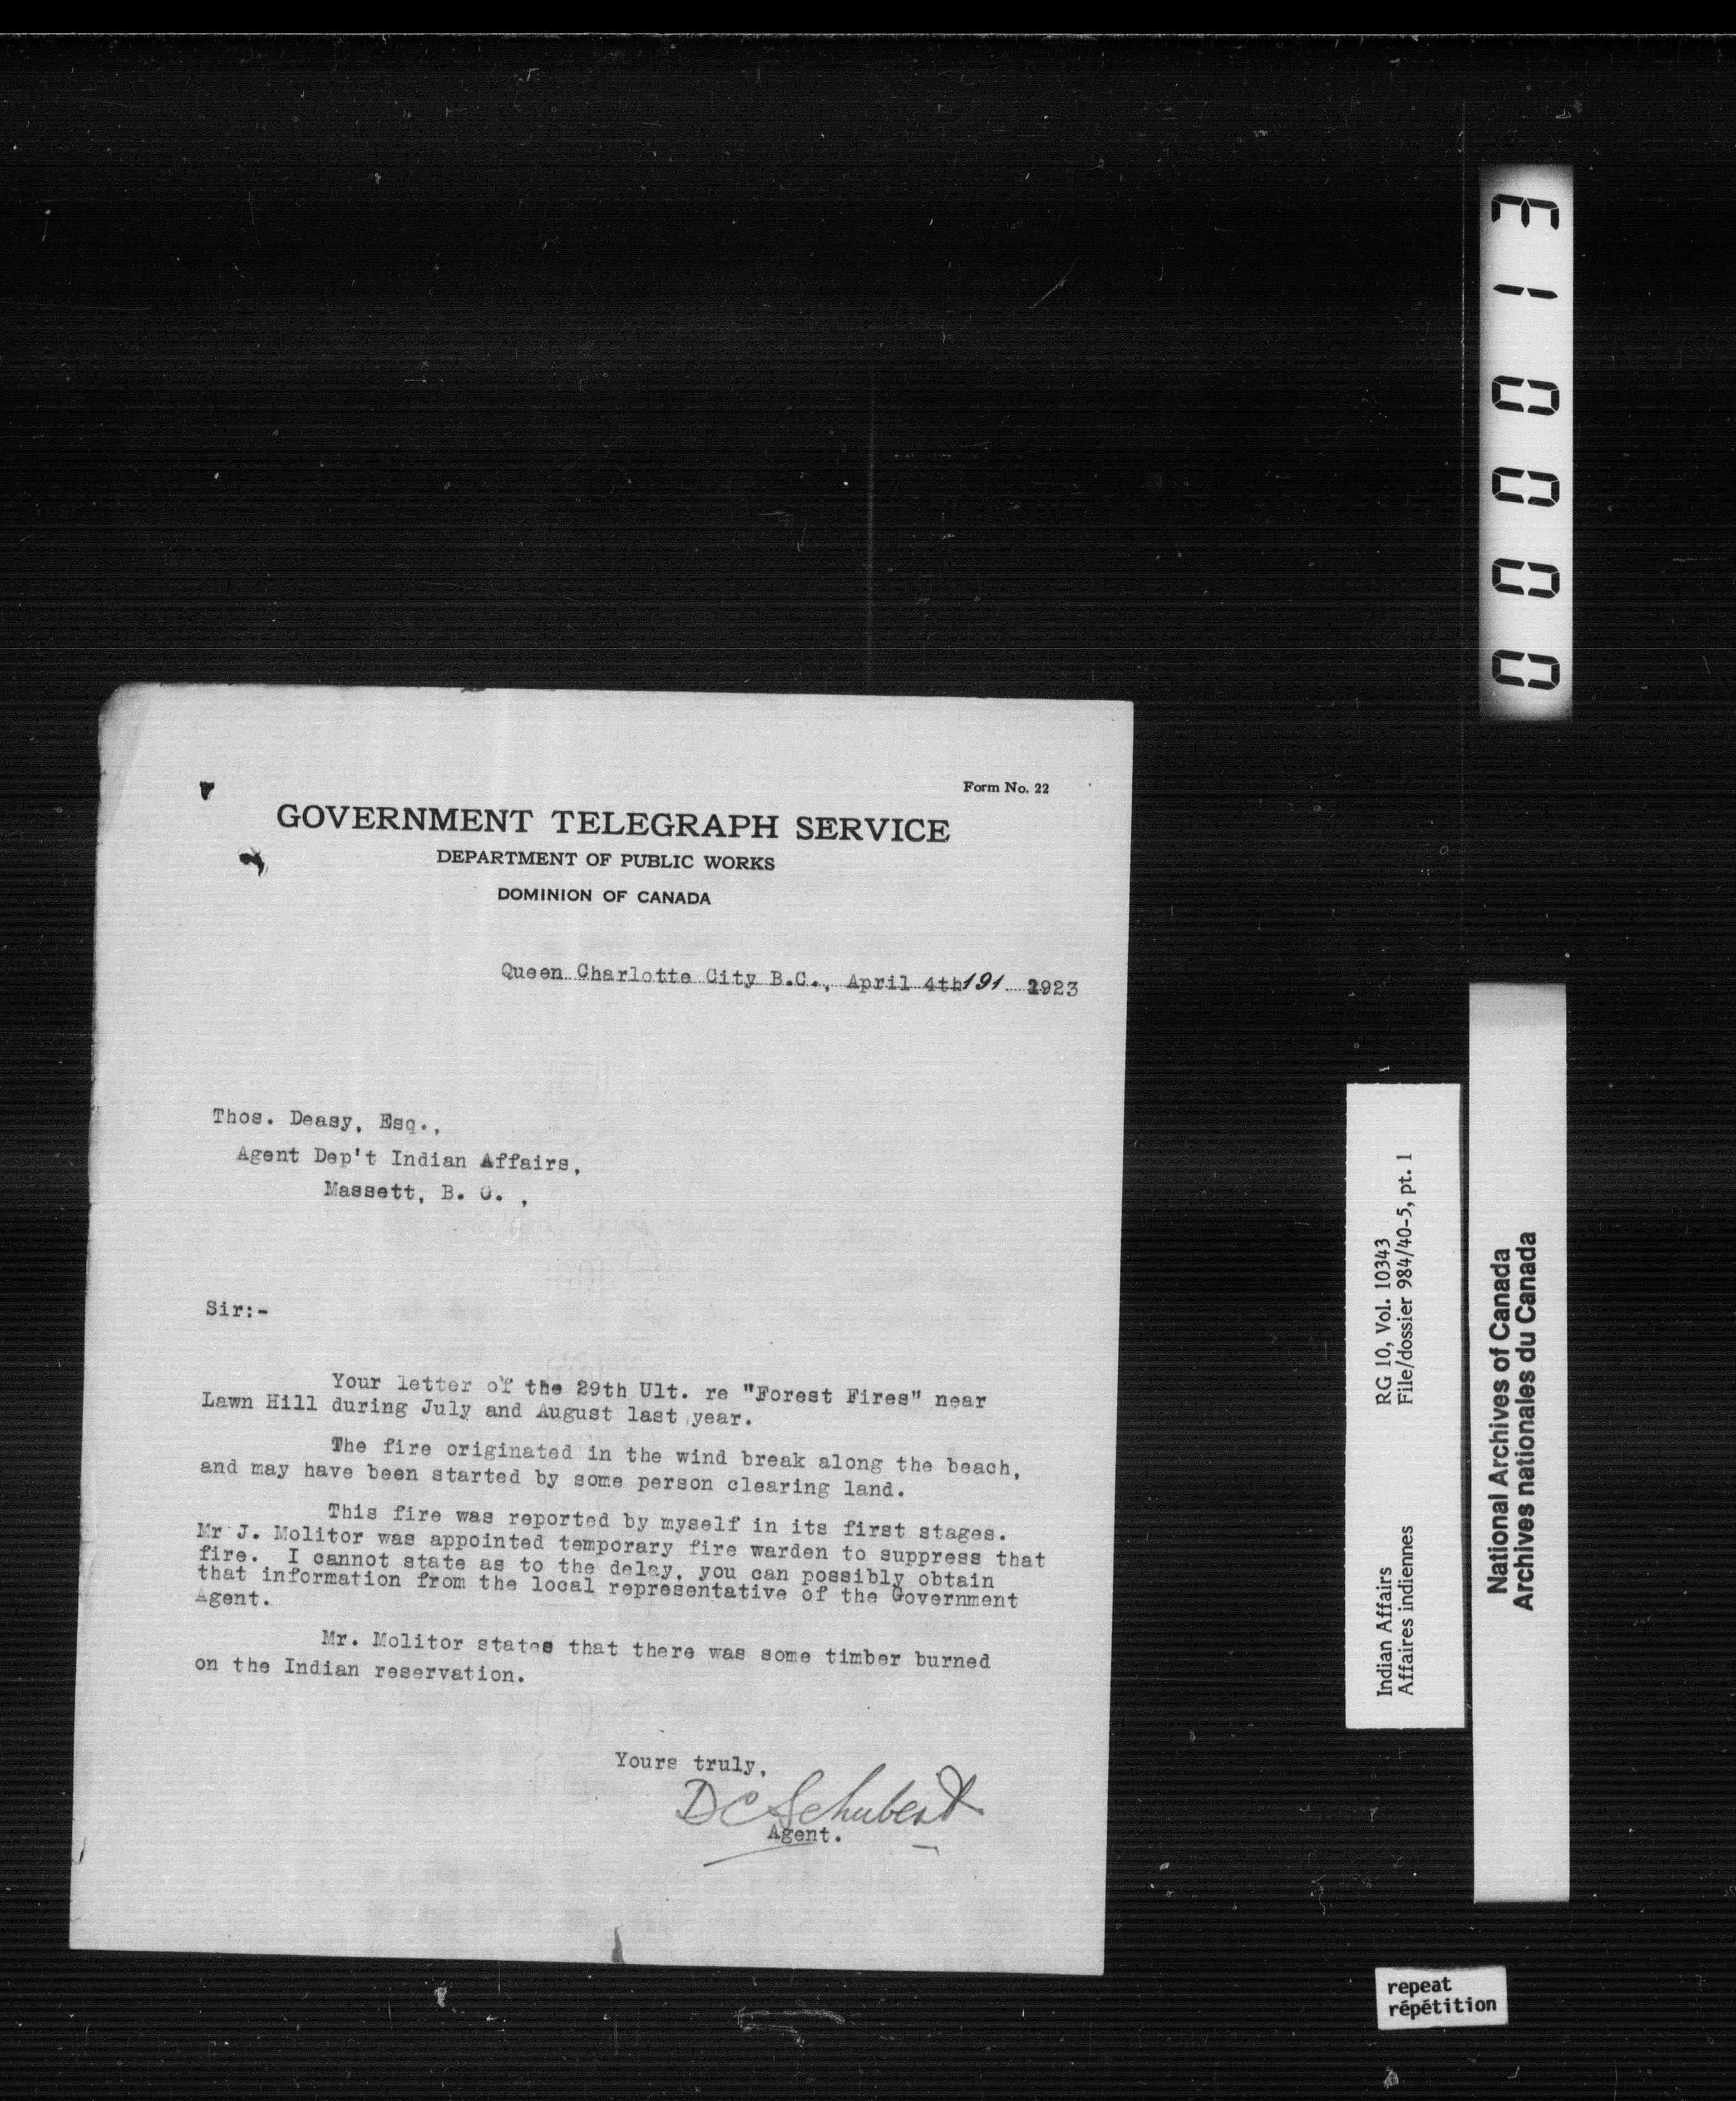 Form No. 22
GOVERNMENT TELEGRAPH SERVICE
DEPARTMENT OF PUBLIC WORKS
DOMINION OF CANADA
Queen Charlotte City B.C., April 4th 191 1923
Thos. Deasy, Esq.,
Agent Dep't Indian Affairs,
Massett, B. C. ,
Sir:-
Your letter of the 29th Ult. re "Forest Fires" near
Lawn Hill during July and August last year.
The fire originated in the wind break along the beach,
and may have been started by some person clearing land.
This fire was reported by myself in its first stages.
Mr J. Molitor was appointed temporary fire warden to suppress that
fire. I cannot state as to the delay, you can possibly obtain
that information from the local representative of the Government
Agent.
Mr. Molitor states that there was some timber burned
on the Indian reservation.
Yours truly,
D C Schubert
Agent.
000013
Indian Affairs RG 10, Vol. 10343
Affaires indiennes File/dossier 984/40-5, pt. 1
National Archives of Canada
Archives nationales du Canada
repeat
répétition